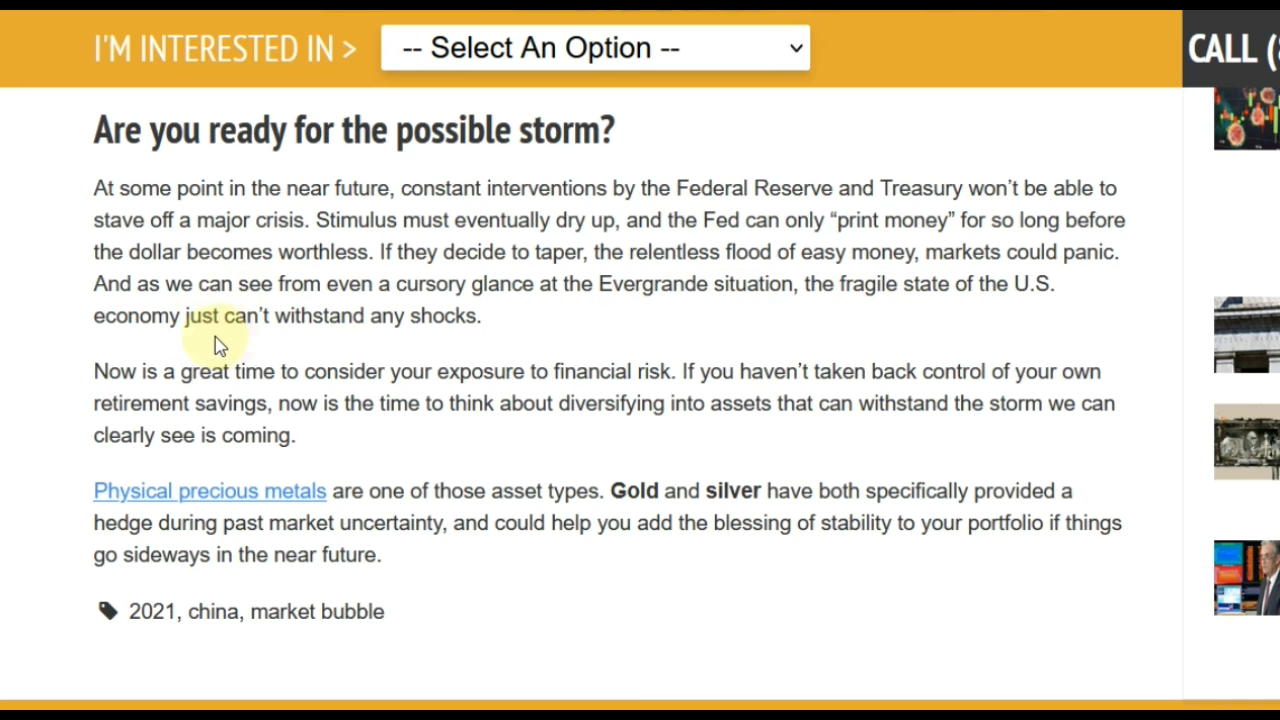 I'M INTERESTED IN >
-- Select An Option --
CALL (
Are you ready for the possible storm?
At some point in the near future, constant interventions by the Federal Reserve and Treasury won’t be able to
stave off a major crisis. Stimulus must eventually dry up, and the Fed can only “print money” for so long before
the dollar becomes worthless. If they decide to taper, the relentless flood of easy money, markets could panic.
And as we can see from even a cursory glance at the Evergrande situation, the fragile state of the U.S.
economy just can’t withstand any shocks.
Now is a great time to consider your exposure to financial risk. If you haven’t taken back control of your own
retirement savings, now is the time to think about diversifying into assets that can withstand the storm we can
clearly see is coming.
Physical precious metals are one of those asset types. Gold and silver have both specifically provided a
hedge during past market uncertainty, and could help you add the blessing of stability to your portfolio if things
go sideways in the near future.
2021, china, market bubble